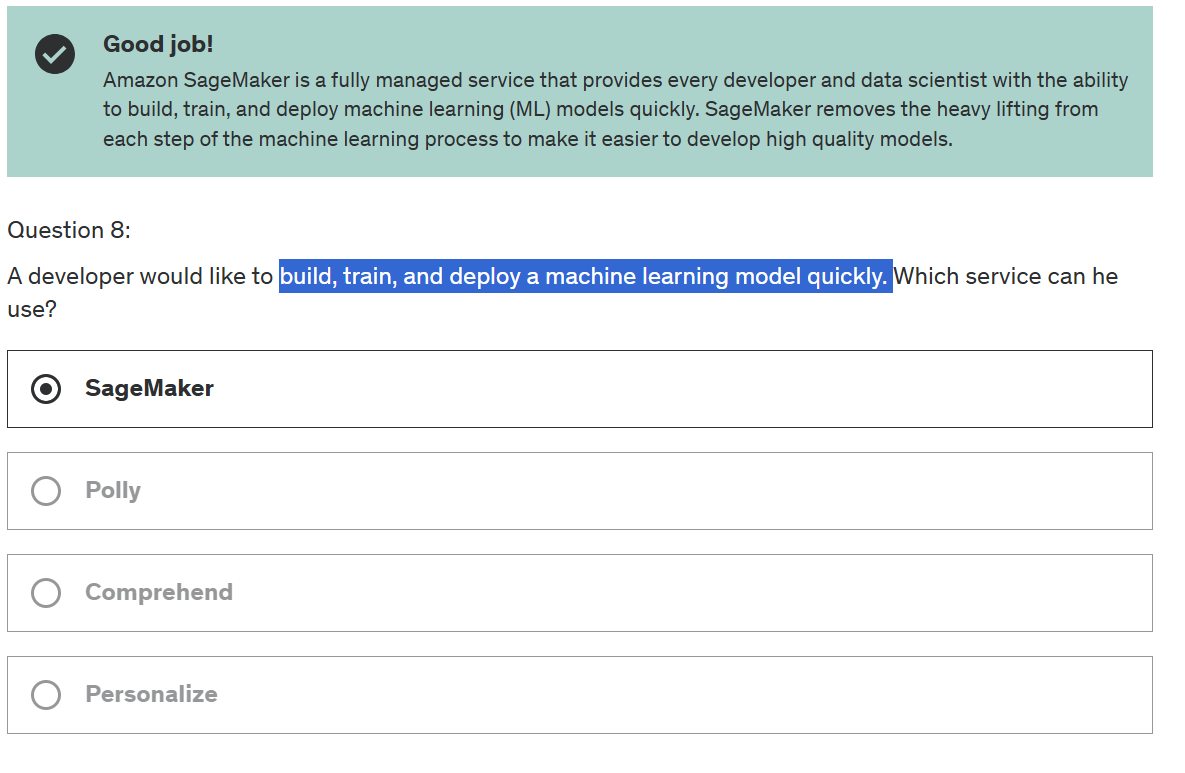 Good job!
Amazon SageMaker is a fully managed service that provides every developer and data scientist with the ability
to build, train, and deploy machine learning (ML) models quickly. SageMaker removes the heavy lifting from
each step of the machine learning process to make it easier to develop high quality models.
Question 8:
A developer would like to build, train, and deploy a machine learning model quickly. Which service can he
use?
SageMaker
Polly
Comprehend
Personalize